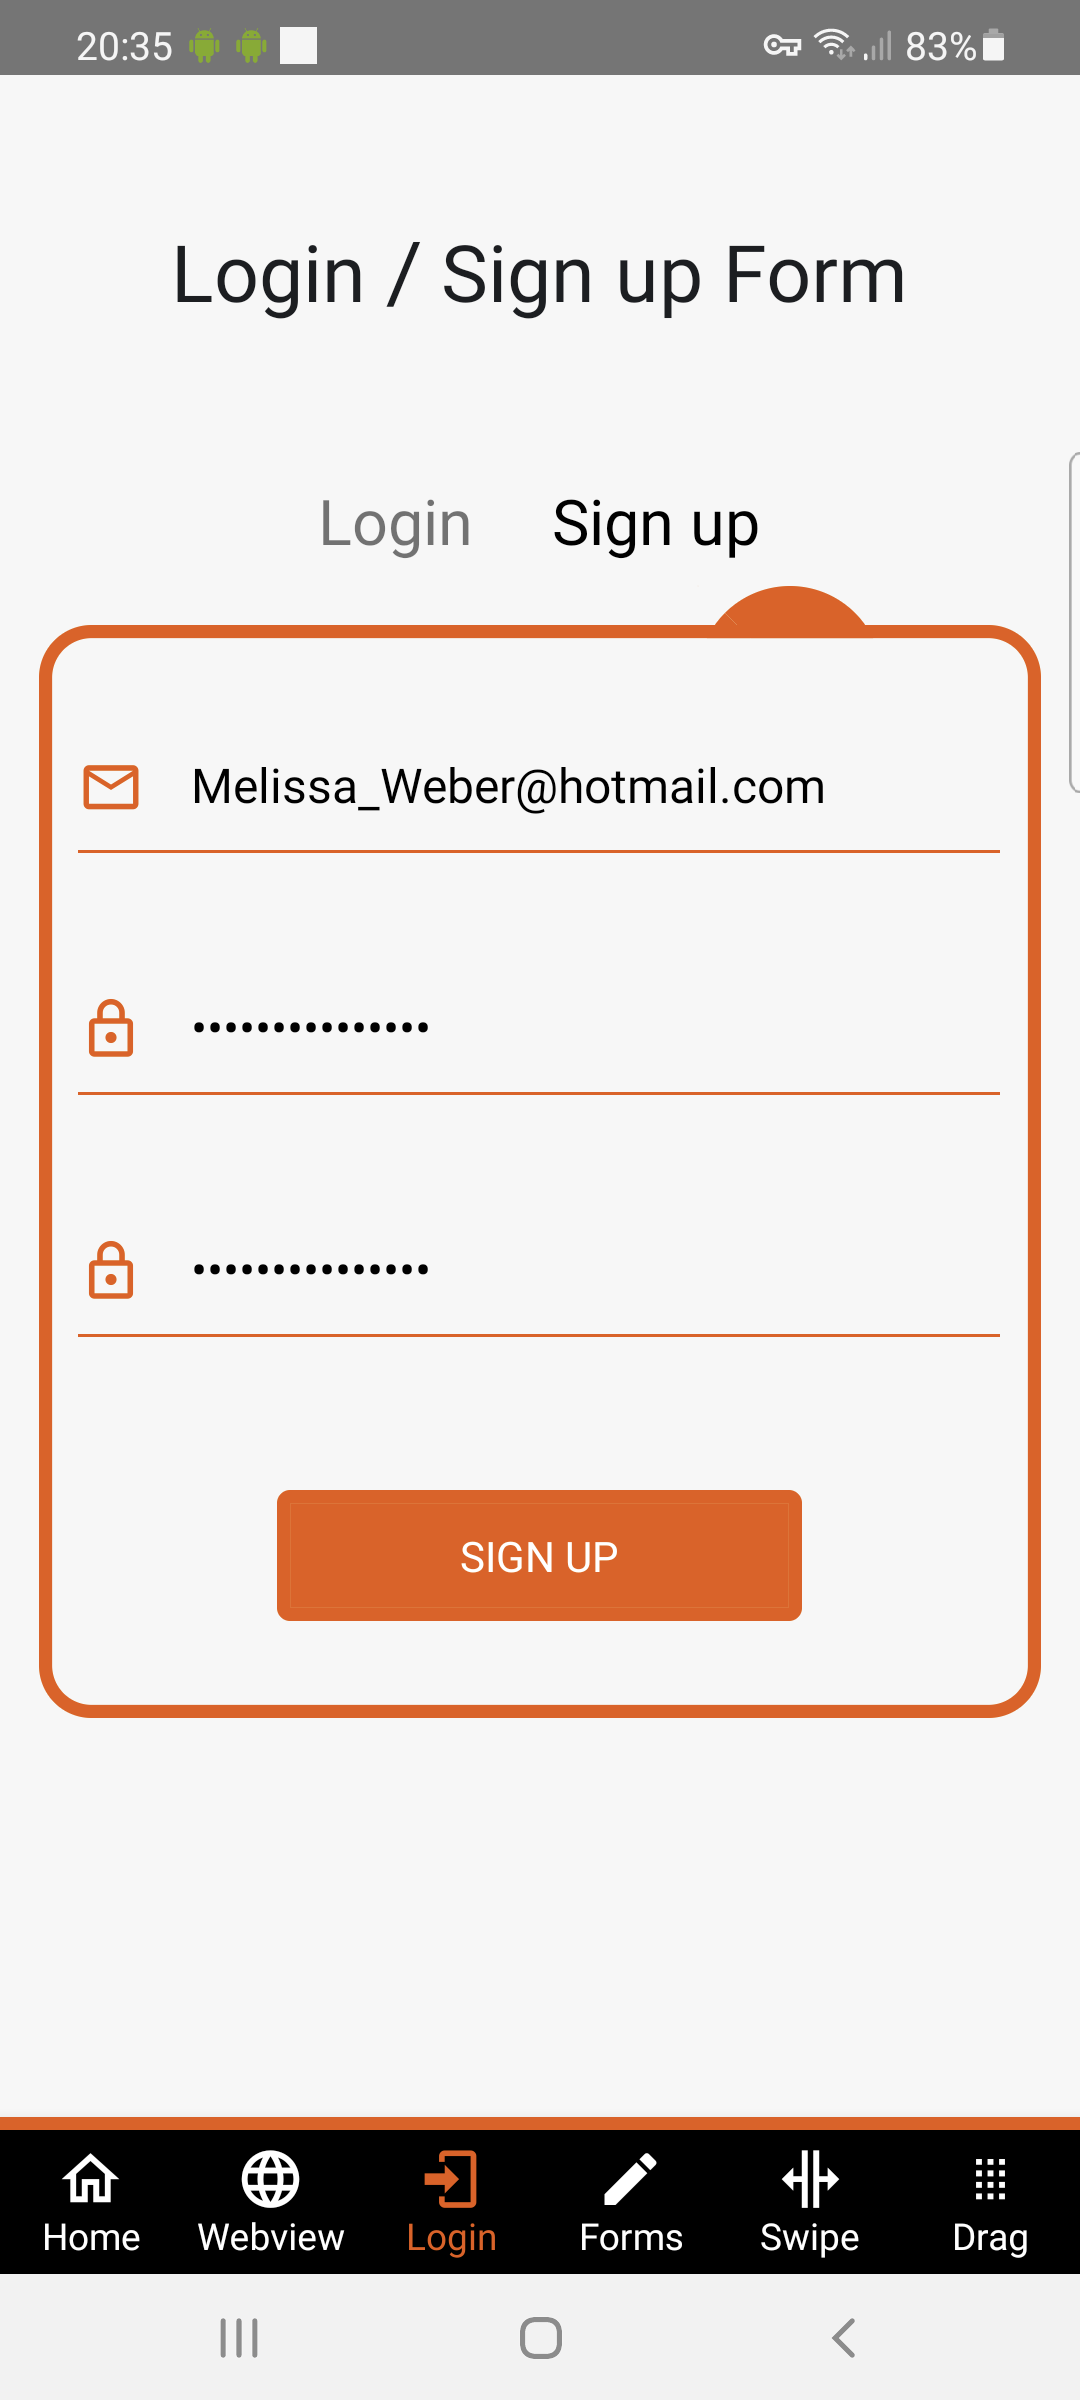 20:35 83%
Login / Sign up Form
Login Sign up
Melissa_Weber@hotmail.com
•••••••••••••••
•••••••••••••••
SIGN UP
Home Webview Login Forms Swipe Drag